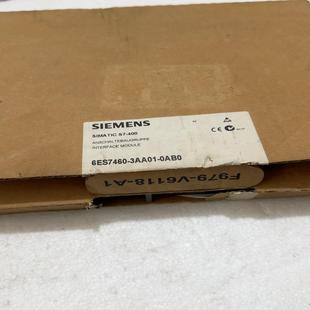 SIEMENS
SIMATIC S7-400
ANSCHALTEBAUGRUPPE
INTERFACE MODULE
6ES7460-3AA01-0AB0
F979-V6118-A1